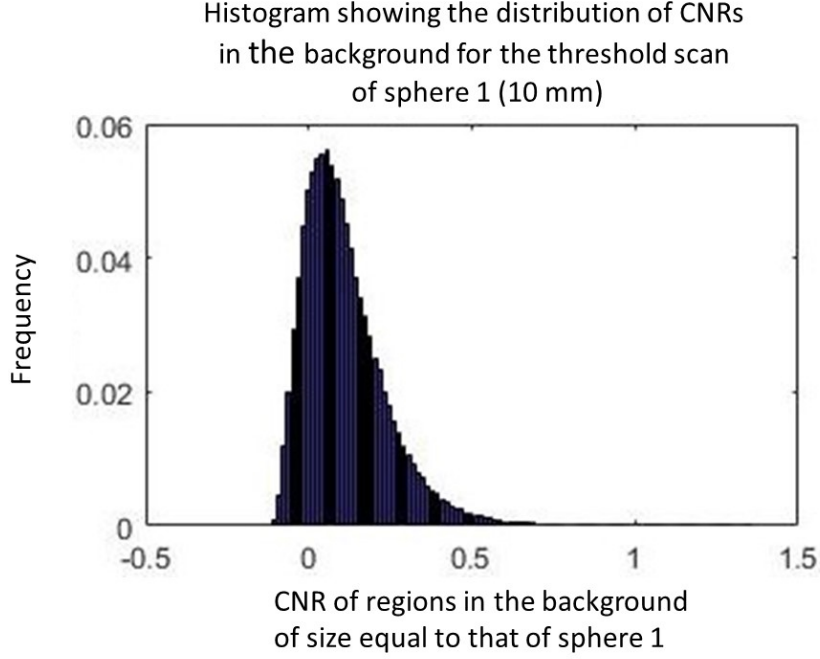 Histogram showing the distribution of CNRs
in the background for the threshold scan
of sphere 1 (10 mm)
0.06
0.04
0.02
0
Frequency
-0.5 0 0.5 1 1.5
CNR of regions in the background
of size equal to that of sphere 1